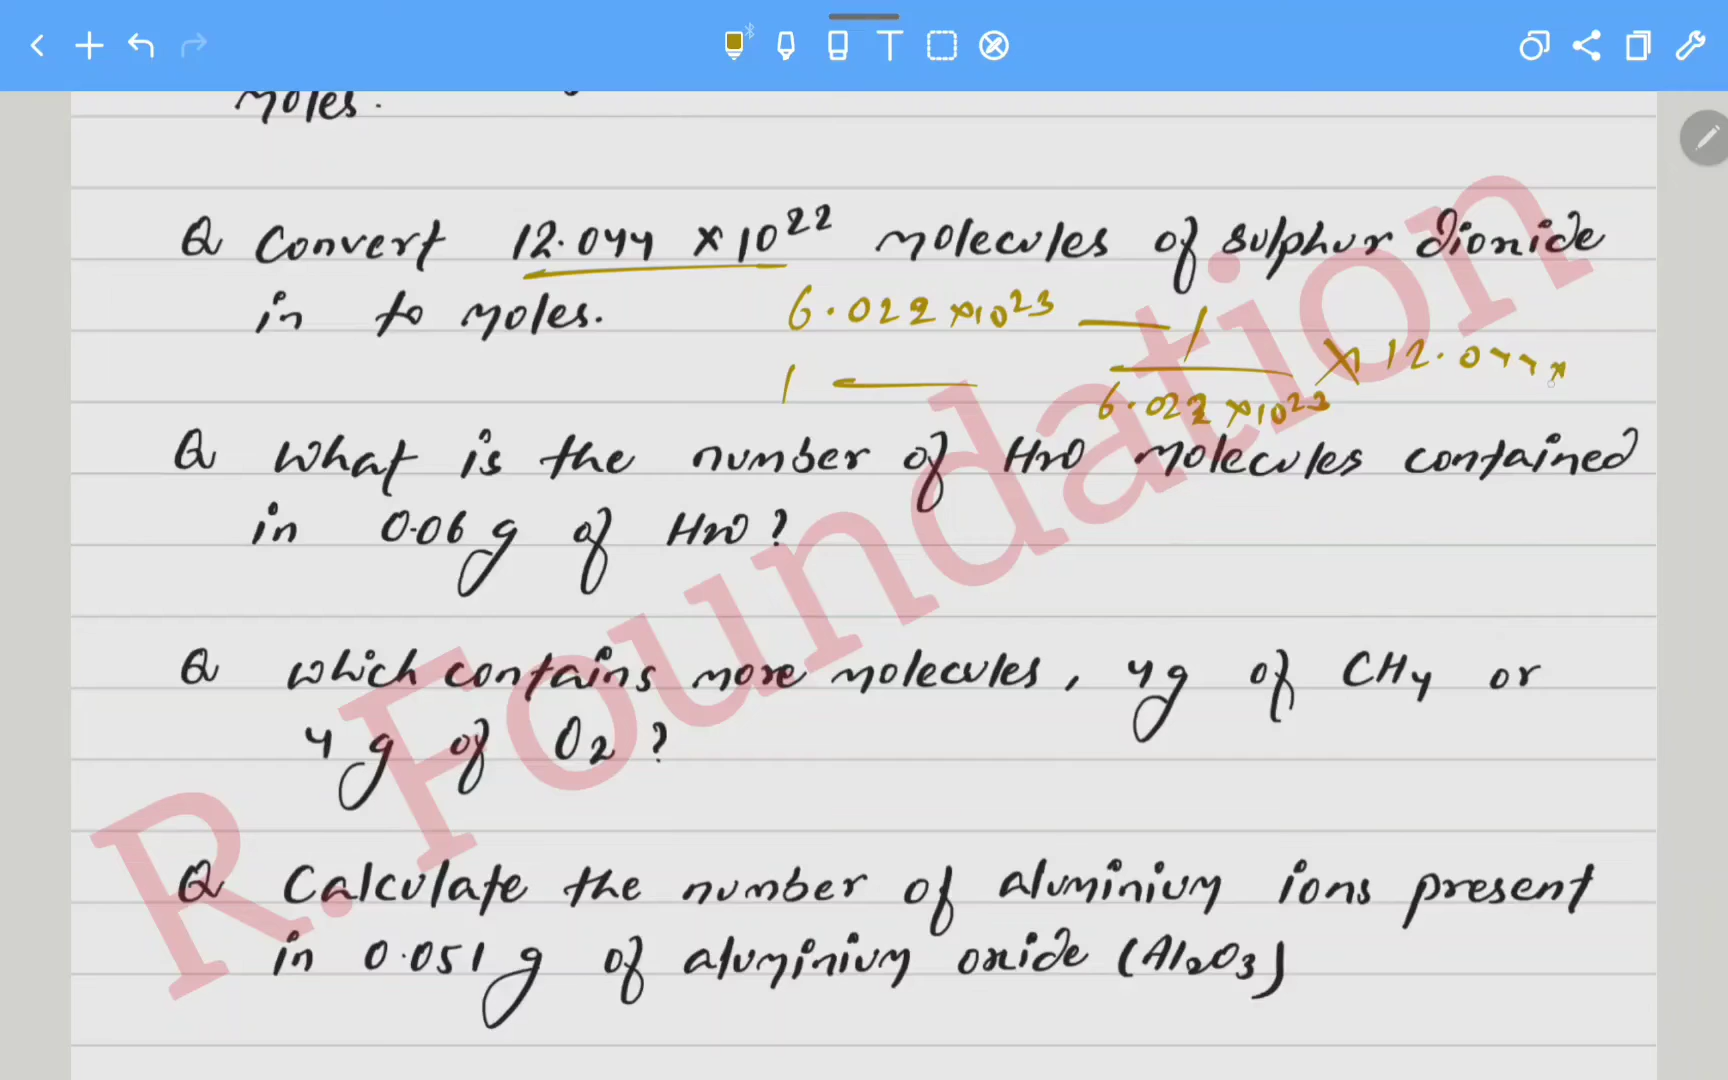 moles.
Q Convert 12.044 × 10²² molecules of sulphur dioxide
in to moles.
6.022 ×10²³ — 1
1 — 1/6.022 ×10²³ × 12.044 ×
Q What is the number of H2O molecules contained
in 0.06 g of H2O?
Q which contains more molecules, 4g of CH4 or
4 g of O2?
Q Calculate the number of aluminium ions present
in 0.051 g of aluminium oxide (Al2O3)
R. Foundation